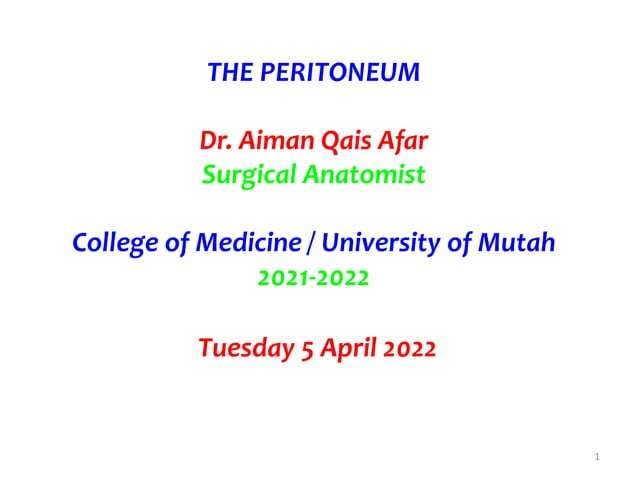 THE PERITONEUM
Dr. Aiman Qais Afar
Surgical Anatomist
College of Medicine / University of Mutah
2021-2022
Tuesday 5 April 2022
1